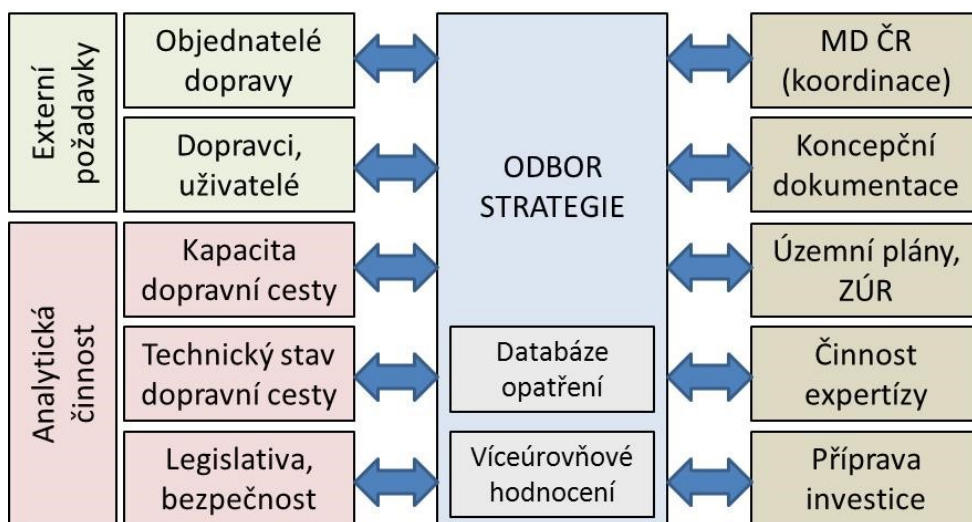 Externí
požadavky
Objednatelé
dopravy
Dopravci,
uživatelé
Analytická
činnost
Kapacita
dopravní cesty
Technický stav
dopravní cesty
Legislativa,
bezpečnost
ODBOR
STRATEGIE
Databáze
opatření
Víceúrovňové
hodnocení
MD ČR
(koordinace)
Koncepční
dokumentace
Územní plány,
ZÚR
Činnost
expertízy
Příprava
investice